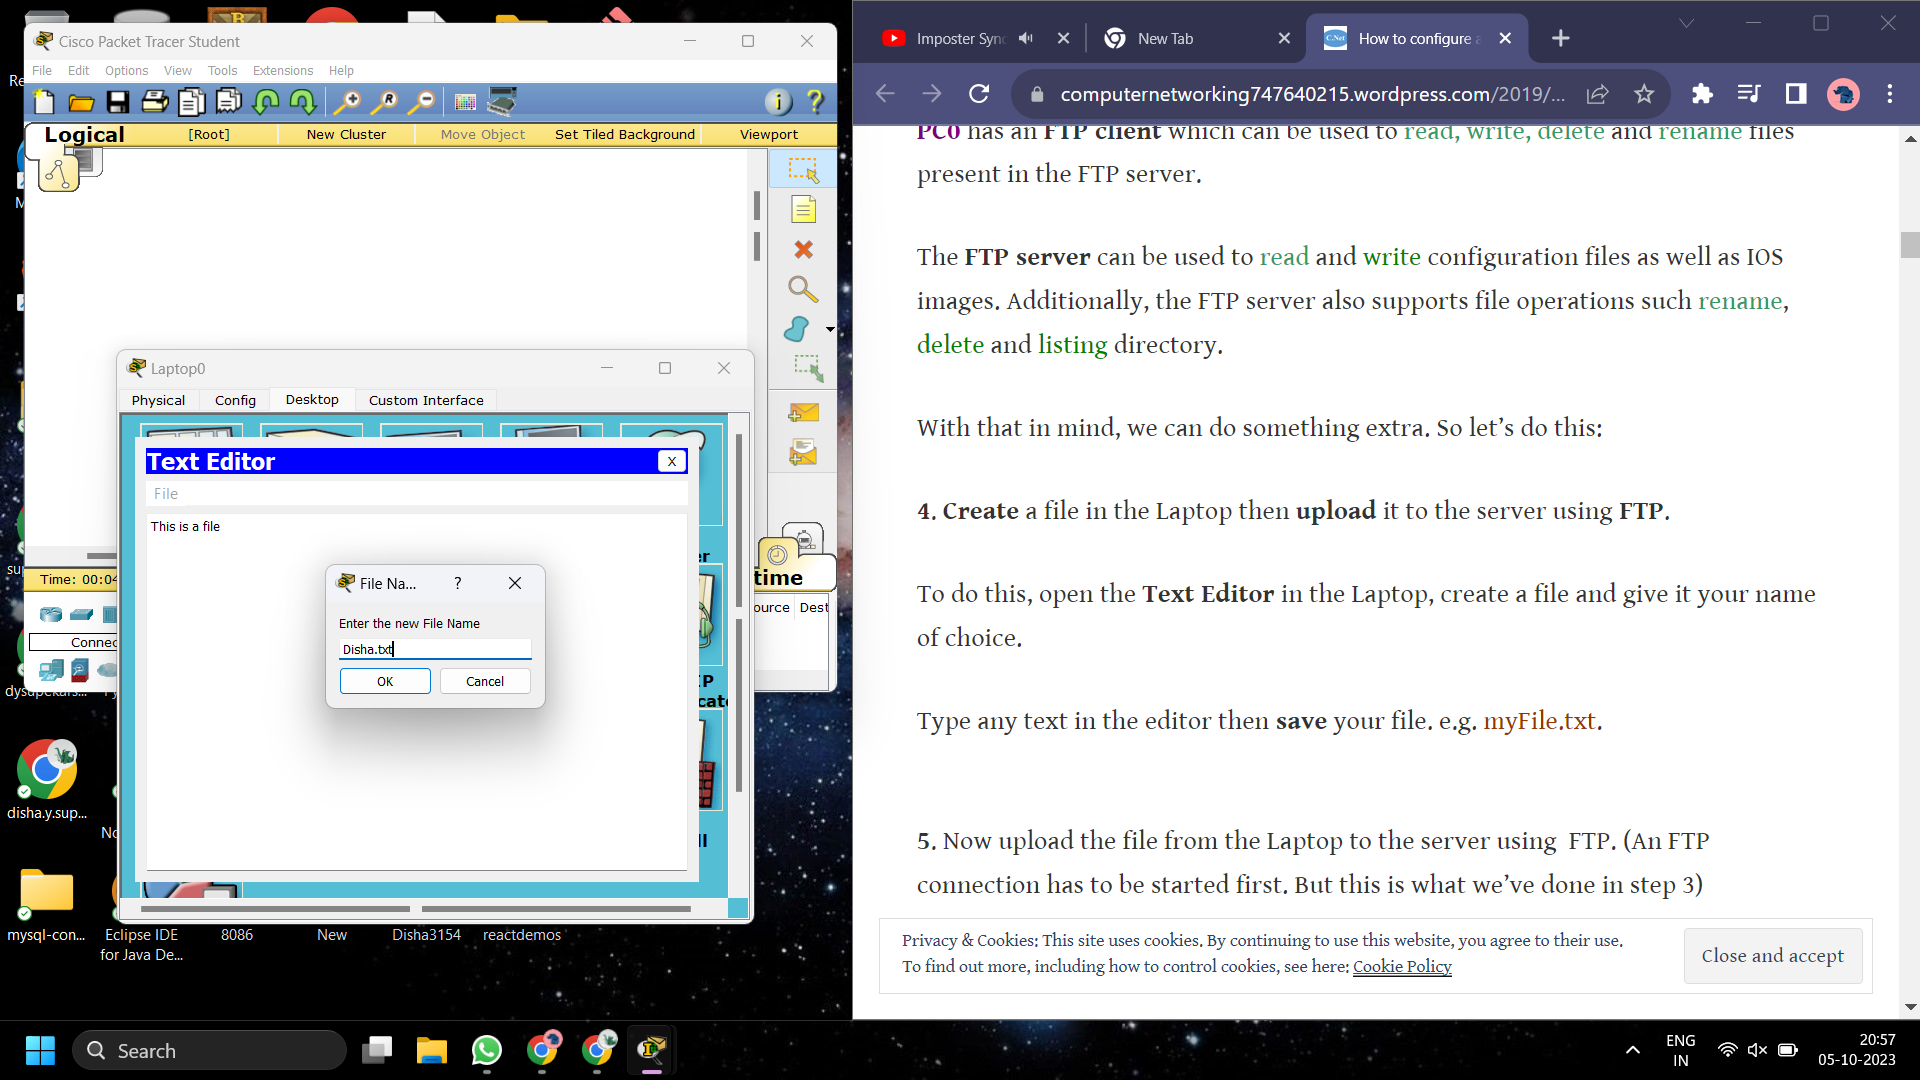 Cisco Packet Tracer Student
File Edit Options View Tools Extensions Help
Logical [Root] New Cluster Move Object Set Tiled Background Viewport
Time: 00:04
Connec
time
ource Dest
Laptop0
Physical Config Desktop Custom Interface
Text Editor X
File
This is a file
File Na... ?
Enter the new File Name
Disha.txt
OK Cancel
er
IP
cato
ll
disha.y.sup...
mysql-con...
Eclipse IDE
for Java De...
8086
New
Disha3154
reactdemos
Imposter Sync
New Tab
How to configure a
computernetworking747640215.wordpress.com/2019/...
PC0 has an FTP client which can be used to read, write, delete and rename files
present in the FTP server.
The FTP server can be used to read and write configuration files as well as IOS
images. Additionally, the FTP server also supports file operations such rename,
delete and listing directory.
With that in mind, we can do something extra. So let’s do this:
4. Create a file in the Laptop then upload it to the server using FTP.
To do this, open the Text Editor in the Laptop, create a file and give it your name
of choice.
Type any text in the editor then save your file. e.g. myFile.txt.
5. Now upload the file from the Laptop to the server using FTP. (An FTP
connection has to be started first. But this is what we’ve done in step 3)
Privacy & Cookies: This site uses cookies. By continuing to use this website, you agree to their use.
To find out more, including how to control cookies, see here: Cookie Policy
Close and accept
Search
ENG
IN
20:57
05-10-2023